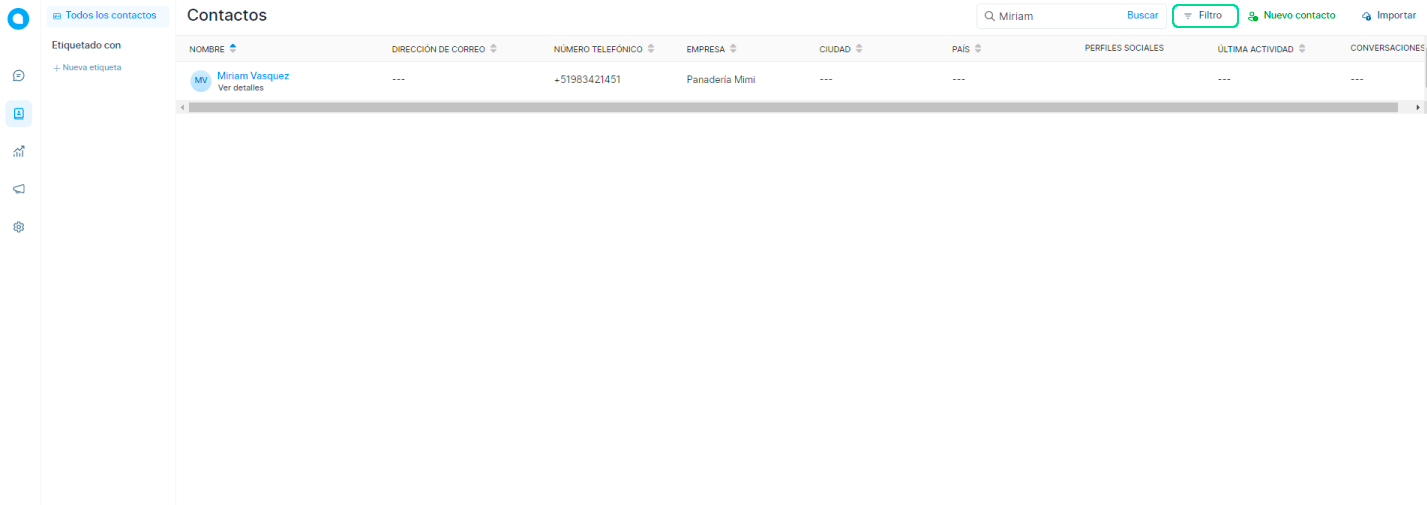 Todos los contactos
Etiquetado con
+ Nueva etiqueta
Contactos
Miriam Buscar Filtro Nuevo contacto Importar
NOMBRE DIRECCIÓN DE CORREO NÚMERO TELEFÓNICO EMPRESA CIUDAD PAÍS PERFILES SOCIALES ÚLTIMA ACTIVIDAD CONVERSACIONES
MV Miriam Vasquez --- +51983421451 Panadería Mimi --- --- --- ---
Ver detalles